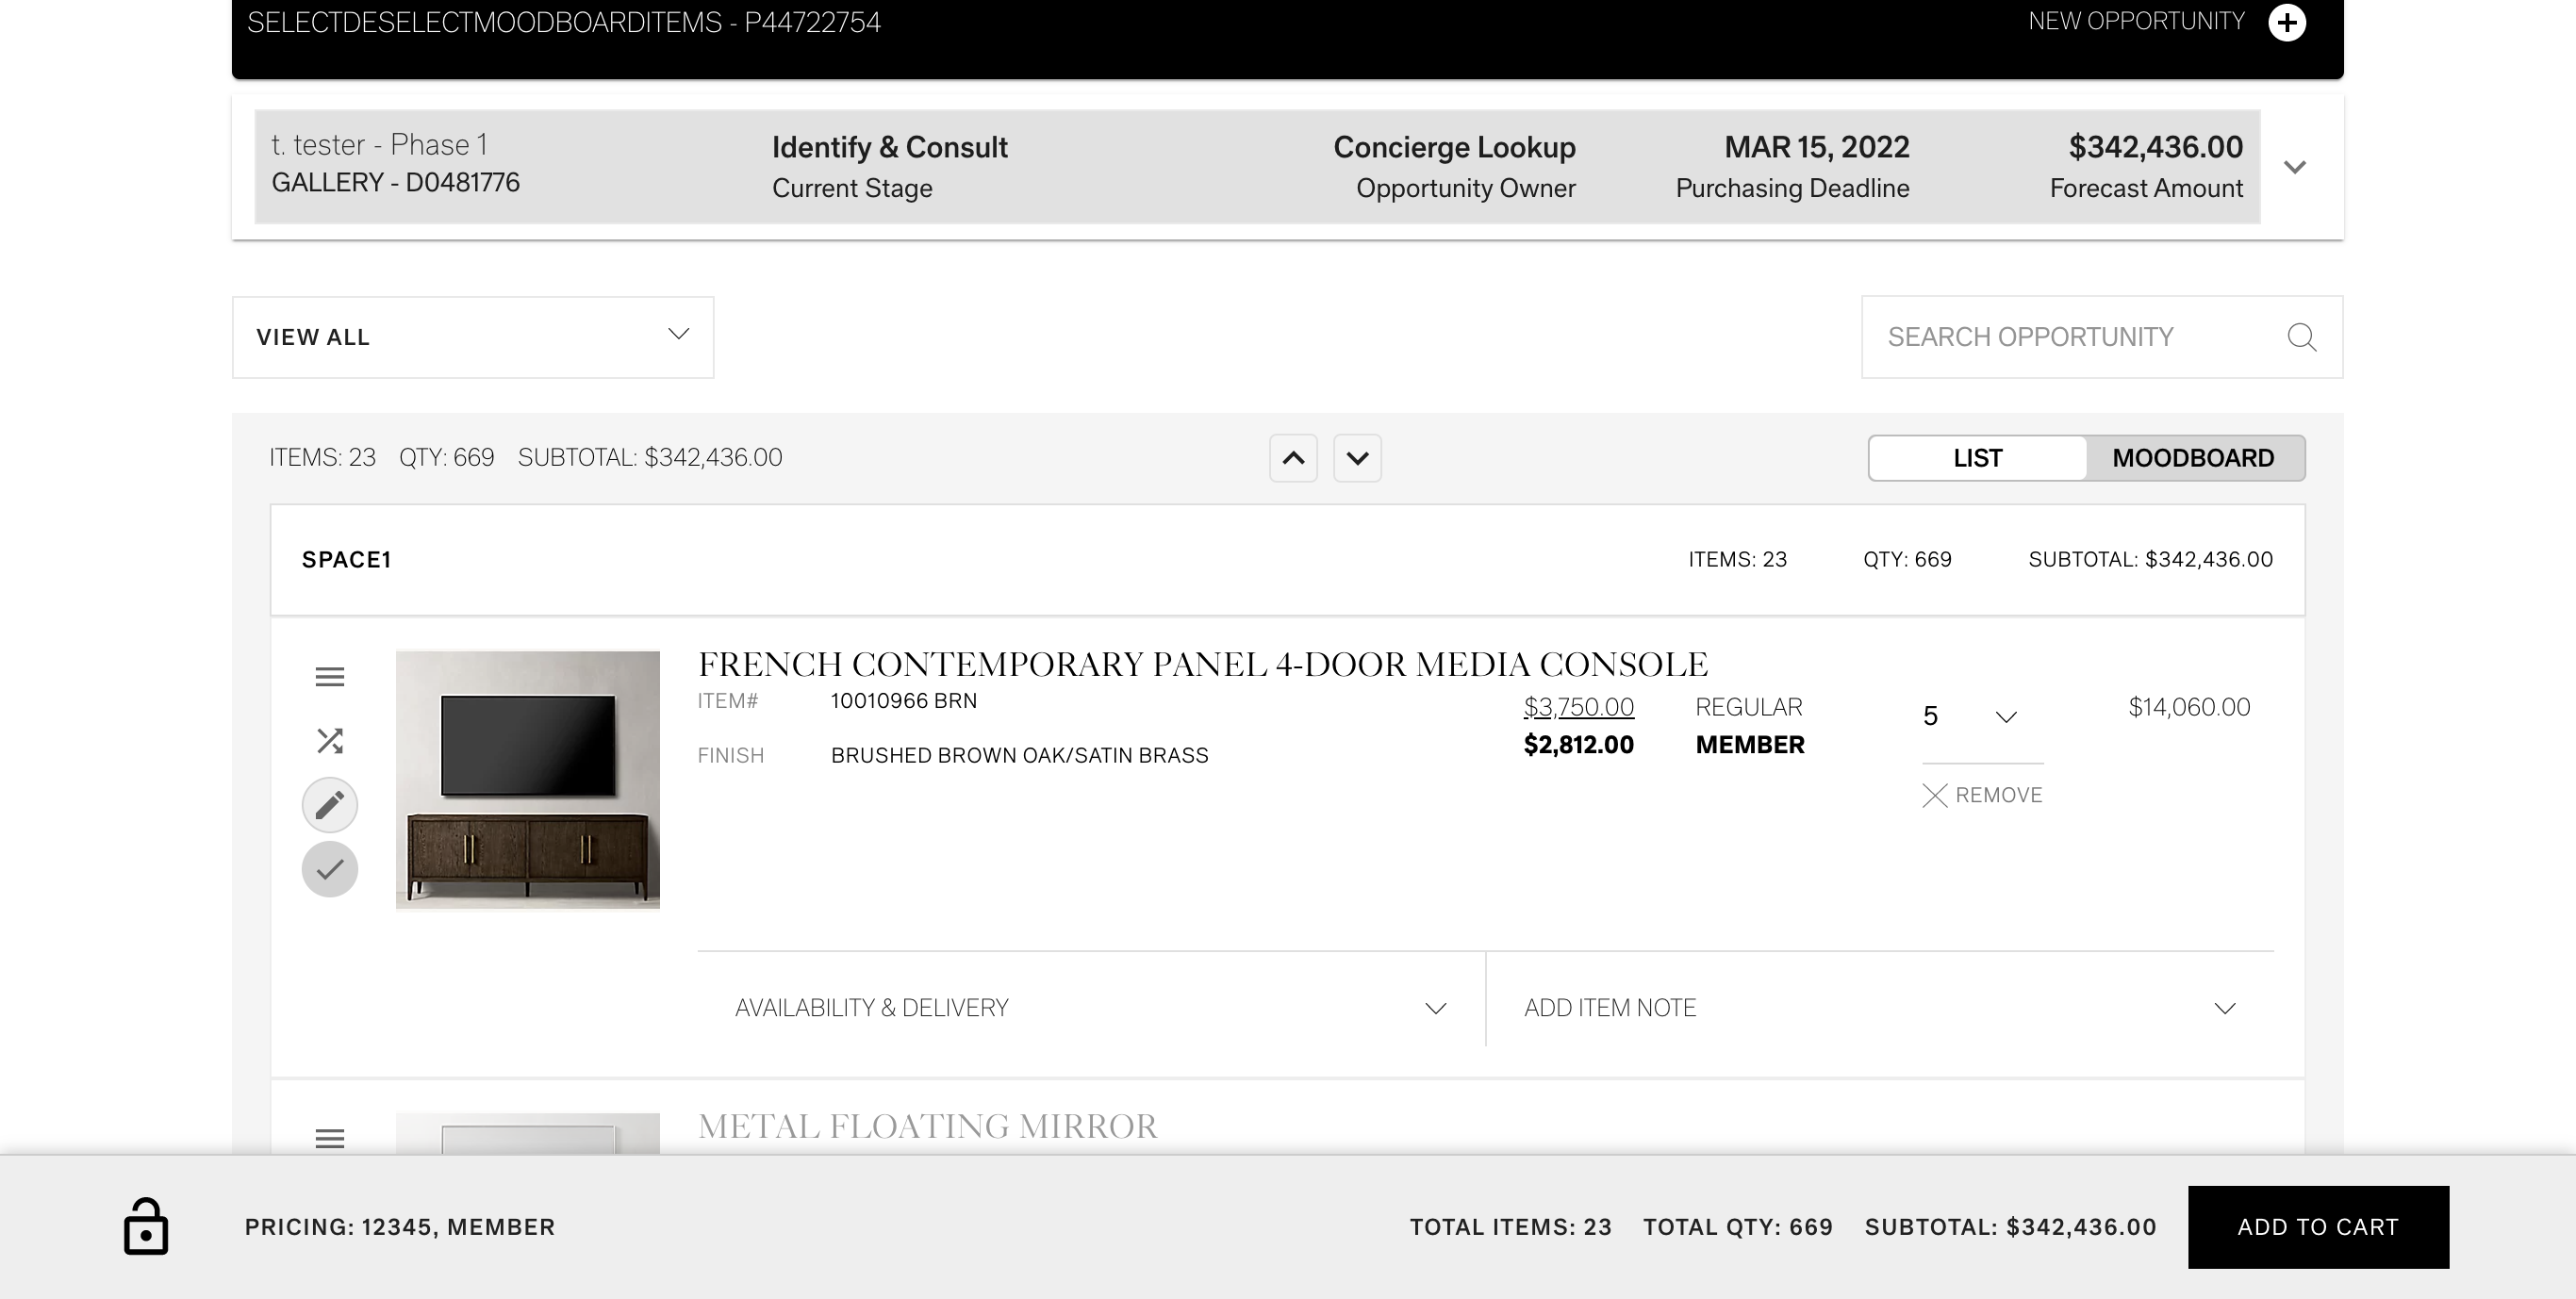 SELECTDESELECTMOODBOARDITEMS - P44722754
NEW OPPORTUNITY
t. tester - Phase 1
GALLERY - D0481776
Identify & Consult
Current Stage
Concierge Lookup
Opportunity Owner
MAR 15, 2022
Purchasing Deadline
$342,436.00
Forecast Amount
VIEW ALL
SEARCH OPPORTUNITY
ITEMS: 23 QTY: 669 SUBTOTAL: $342,436.00
LIST
MOODBOARD
SPACE1
ITEMS: 23 QTY: 669 SUBTOTAL: $342,436.00
FRENCH CONTEMPORARY PANEL 4-DOOR MEDIA CONSOLE
ITEM# 10010966 BRN
FINISH BRUSHED BROWN OAK/SATIN BRASS
$3,750.00 REGULAR
$2,812.00 MEMBER
5
REMOVE
$14,060.00
AVAILABILITY & DELIVERY
ADD ITEM NOTE
METAL FLOATING MIRROR
PRICING: 12345, MEMBER
TOTAL ITEMS: 23 TOTAL QTY: 669 SUBTOTAL: $342,436.00
ADD TO CART